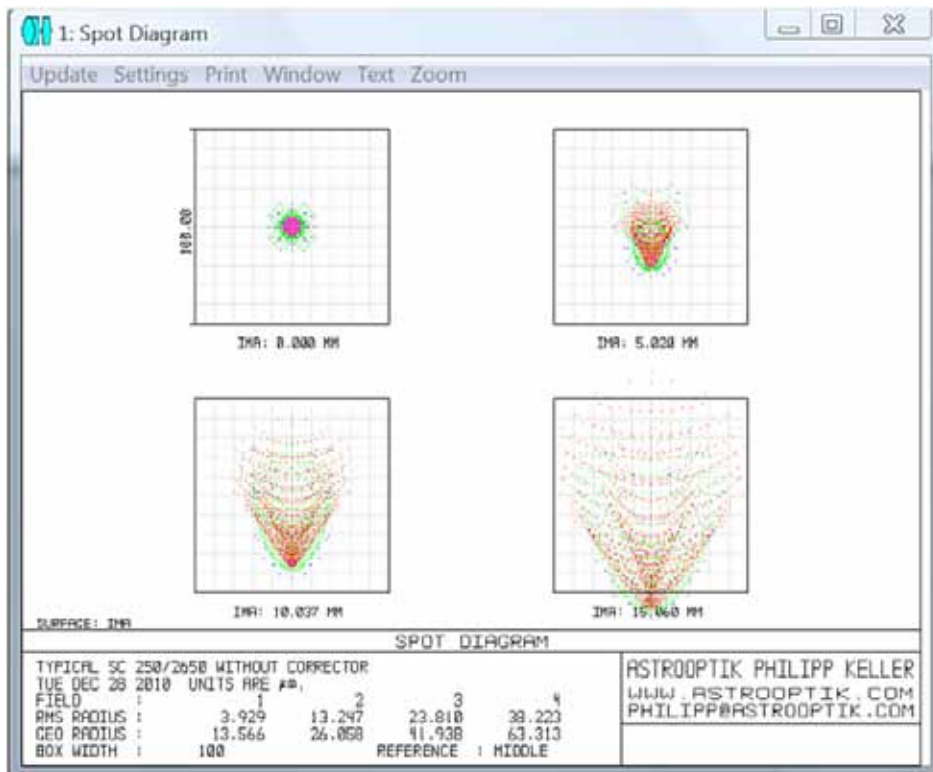 1: Spot Diagram
Update Settings Print Window Text Zoom
100.00
IMA: 0.000 MM
IMA: 5.020 MM
IMA: 10.037 MM
IMA: 15.060 MM
SURFACE: IMA
SPOT DIAGRAM
TYPICAL SC 250/2650 WITHOUT CORRECTOR
TUE DEC 28 2010 UNITS ARE µm.
FIELD : 1 2 3 4
RMS RADIUS : 3.929 13.247 23.810 38.223
GEO RADIUS : 13.566 26.058 41.938 63.313
BOX WIDTH : 100 REFERENCE : MIDDLE
ASTROOPTIK PHILIPP KELLER
WWW.ASTROOPTIK.COM
PHILIPP@ASTROOPTIK.COM